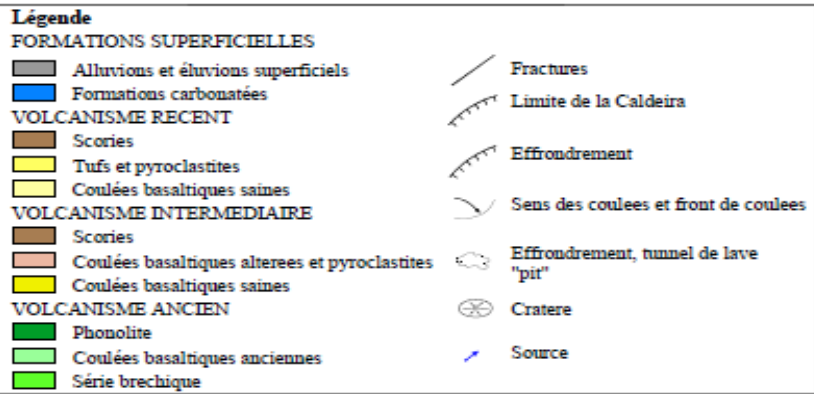 Légende
FORMATIONS SUPERFICIELLES
Alluvions et éluvions superficiels
Formations carbonatées
VOLCANISME RECENT
Scories
Tufs et pyroclastites
Coulées basaltiques saines
VOLCANISME INTERMEDIAIRE
Scories
Coulées basaltiques alterees et pyroclastites
Coulées basaltiques saines
VOLCANISME ANCIEN
Phonolite
Coulées basaltiques anciennes
Série brechique
Fractures
Limite de la Caldeira
Effrondrement
Sens des coulees et front de coulees
Effrondrement, tunnel de lave
"pit"
Cratere
Source